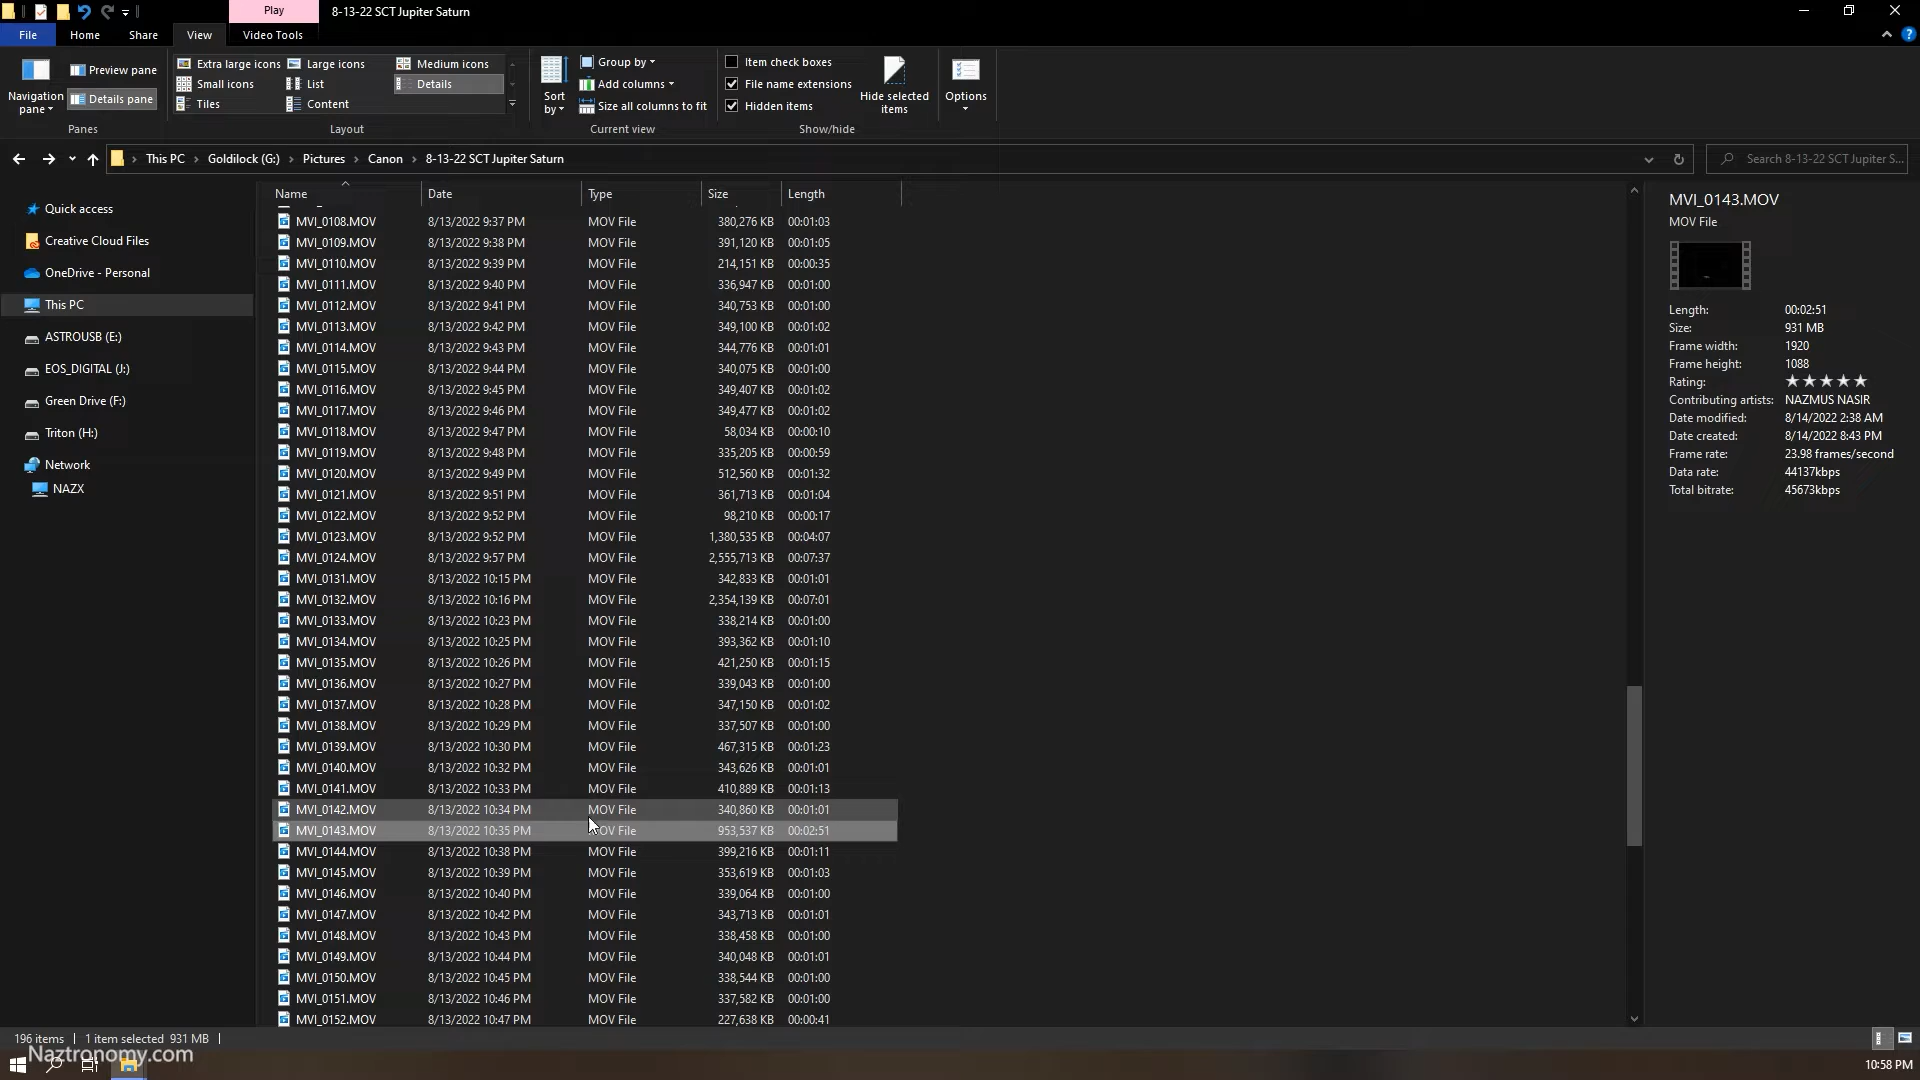 Play
8-13-22 SCT Jupiter Saturn
File
Home
Share
View
Video Tools
Navigation pane
Preview pane
Details pane
Panes
Extra large icons
Large icons
Medium icons
Small icons
List
Details
Tiles
Content
Layout
Sort by
Group by
Add columns
Size all columns to fit
Current view
Item check boxes
File name extensions
Hidden items
Hide selected items
Show/hide
Options
This PC > Goldilock (G:) > Pictures > Canon > 8-13-22 SCT Jupiter Saturn
Search 8-13-22 SCT Jupiter S...
Quick access
Creative Cloud Files
OneDrive - Personal
This PC
ASTROUSB (E:)
EOS_DIGITAL (J:)
Green Drive (F:)
Triton (H:)
Network
NAZX
Name Date Type Size Length
MVI_0108.MOV 8/13/2022 9:37 PM MOV File 380,276 KB 00:01:03
MVI_0109.MOV 8/13/2022 9:38 PM MOV File 391,120 KB 00:01:05
MVI_0110.MOV 8/13/2022 9:39 PM MOV File 214,151 KB 00:00:35
MVI_0111.MOV 8/13/2022 9:40 PM MOV File 336,947 KB 00:01:00
MVI_0112.MOV 8/13/2022 9:41 PM MOV File 340,753 KB 00:01:00
MVI_0113.MOV 8/13/2022 9:42 PM MOV File 349,100 KB 00:01:02
MVI_0114.MOV 8/13/2022 9:43 PM MOV File 344,776 KB 00:01:01
MVI_0115.MOV 8/13/2022 9:44 PM MOV File 340,075 KB 00:01:00
MVI_0116.MOV 8/13/2022 9:45 PM MOV File 349,407 KB 00:01:02
MVI_0117.MOV 8/13/2022 9:46 PM MOV File 349,477 KB 00:01:02
MVI_0118.MOV 8/13/2022 9:47 PM MOV File 58,034 KB 00:00:10
MVI_0119.MOV 8/13/2022 9:48 PM MOV File 335,205 KB 00:00:59
MVI_0120.MOV 8/13/2022 9:49 PM MOV File 512,560 KB 00:01:32
MVI_0121.MOV 8/13/2022 9:51 PM MOV File 361,713 KB 00:01:04
MVI_0122.MOV 8/13/2022 9:52 PM MOV File 98,210 KB 00:00:17
MVI_0123.MOV 8/13/2022 9:52 PM MOV File 1,380,535 KB 00:04:07
MVI_0124.MOV 8/13/2022 9:57 PM MOV File 2,555,713 KB 00:07:37
MVI_0131.MOV 8/13/2022 10:15 PM MOV File 342,833 KB 00:01:01
MVI_0132.MOV 8/13/2022 10:16 PM MOV File 2,354,139 KB 00:07:01
MVI_0133.MOV 8/13/2022 10:23 PM MOV File 338,214 KB 00:01:00
MVI_0134.MOV 8/13/2022 10:25 PM MOV File 393,362 KB 00:01:10
MVI_0135.MOV 8/13/2022 10:26 PM MOV File 421,250 KB 00:01:15
MVI_0136.MOV 8/13/2022 10:27 PM MOV File 339,043 KB 00:01:00
MVI_0137.MOV 8/13/2022 10:28 PM MOV File 347,150 KB 00:01:02
MVI_0138.MOV 8/13/2022 10:29 PM MOV File 337,507 KB 00:01:00
MVI_0139.MOV 8/13/2022 10:30 PM MOV File 467,315 KB 00:01:23
MVI_0140.MOV 8/13/2022 10:32 PM MOV File 343,626 KB 00:01:01
MVI_0141.MOV 8/13/2022 10:33 PM MOV File 410,889 KB 00:01:13
MVI_0142.MOV 8/13/2022 10:34 PM MOV File 340,860 KB 00:01:01
MVI_0143.MOV 8/13/2022 10:35 PM MOV File 953,537 KB 00:02:51
MVI_0144.MOV 8/13/2022 10:38 PM MOV File 399,216 KB 00:01:11
MVI_0145.MOV 8/13/2022 10:39 PM MOV File 353,619 KB 00:01:03
MVI_0146.MOV 8/13/2022 10:40 PM MOV File 339,064 KB 00:01:00
MVI_0147.MOV 8/13/2022 10:42 PM MOV File 343,713 KB 00:01:01
MVI_0148.MOV 8/13/2022 10:43 PM MOV File 338,458 KB 00:01:00
MVI_0149.MOV 8/13/2022 10:44 PM MOV File 340,048 KB 00:01:01
MVI_0150.MOV 8/13/2022 10:45 PM MOV File 338,544 KB 00:01:00
MVI_0151.MOV 8/13/2022 10:46 PM MOV File 337,582 KB 00:01:00
MVI_0152.MOV 8/13/2022 10:47 PM MOV File 227,638 KB 00:00:41
MVI_0143.MOV
MOV File
Length: 00:02:51
Size: 931 MB
Frame width: 1920
Frame height: 1088
Rating:
Contributing artists: NAZMUS NASIR
Date modified: 8/14/2022 2:38 AM
Date created: 8/14/2022 8:43 PM
Frame rate: 23.98 frames/second
Data rate: 44137kbps
Total bitrate: 45673kbps
196 items
1 item selected 931 MB
Naztronomy.com
10:58 PM